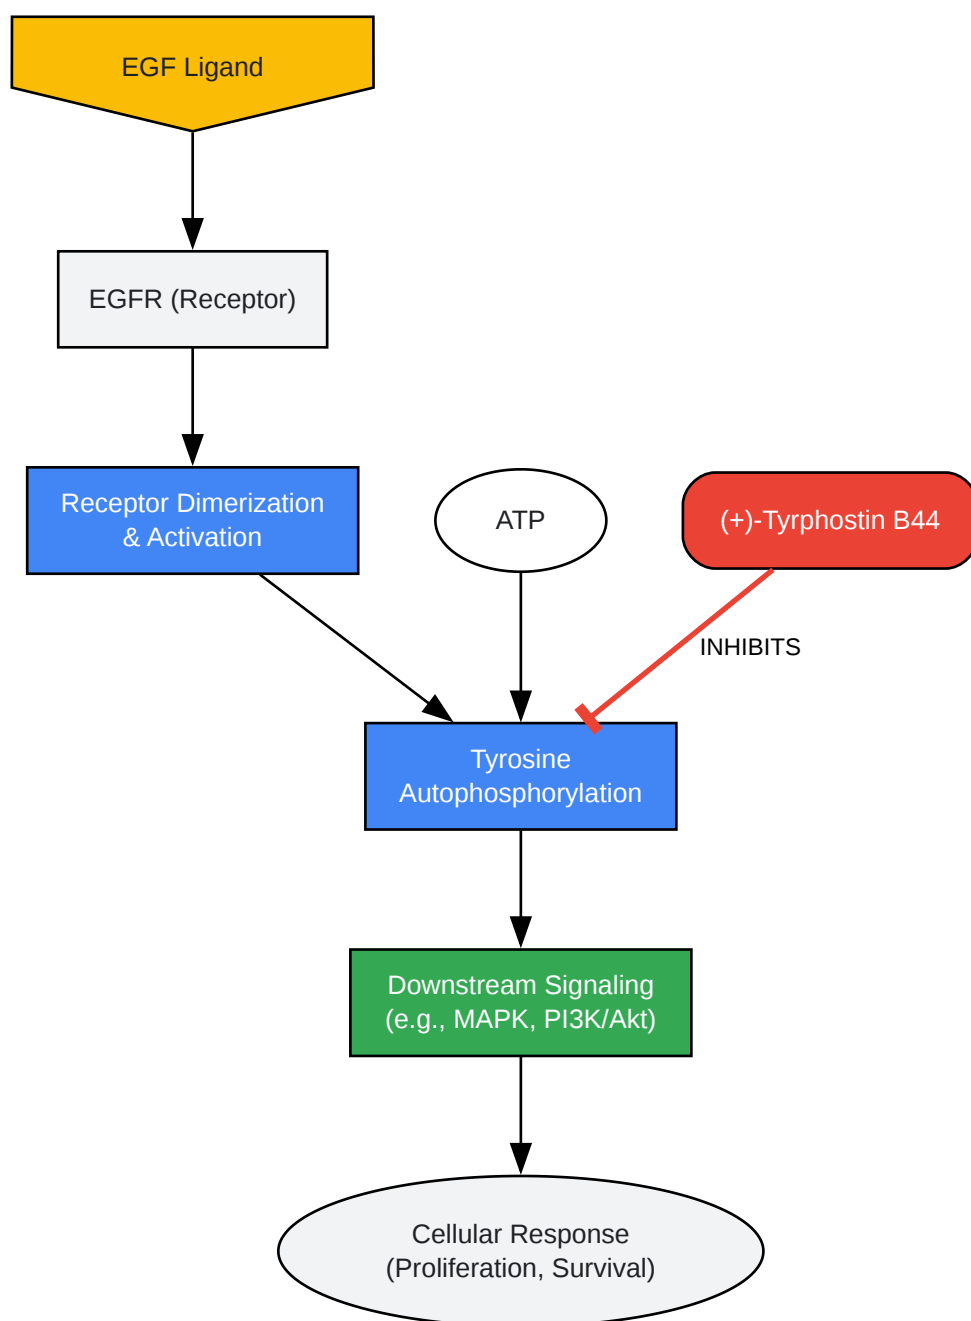 EGF Ligand
EGFR (Receptor)
Receptor Dimerization
& Activation
ATP
(+)-Tyrphostin B44
INHIBITS
Tyrosine
Autophosphorylation
Downstream Signaling
(e.g., MAPK, PI3K/Akt)
Cellular Response
(Proliferation, Survival)